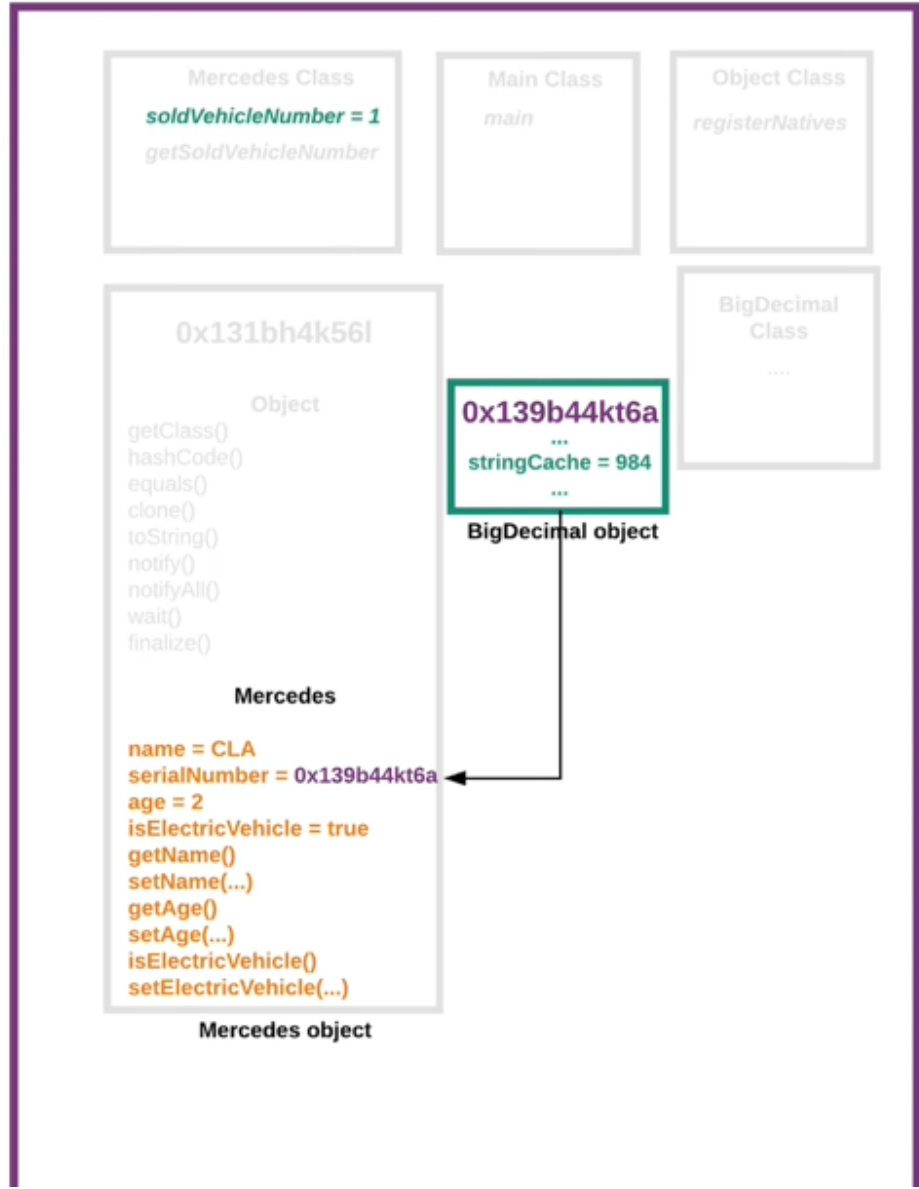 Mercedes Class
soldVehicleNumber = 1
getSoldVehicleNumber
Main Class
main
Object Class
registerNatives
BigDecimal
Class
....
0x131bh4k56l
Object
getClass()
hashCode()
equals()
clone()
toString()
notify()
notifyAll()
wait()
finalize()
Mercedes
name = CLA
serialNumber = 0x139b44kt6a
age = 2
isElectricVehicle = true
getName()
setName(...)
getAge()
setAge(...)
isElectricVehicle()
setElectricVehicle(...)
Mercedes object
0x139b44kt6a
...
stringCache = 984
...
BigDecimal object